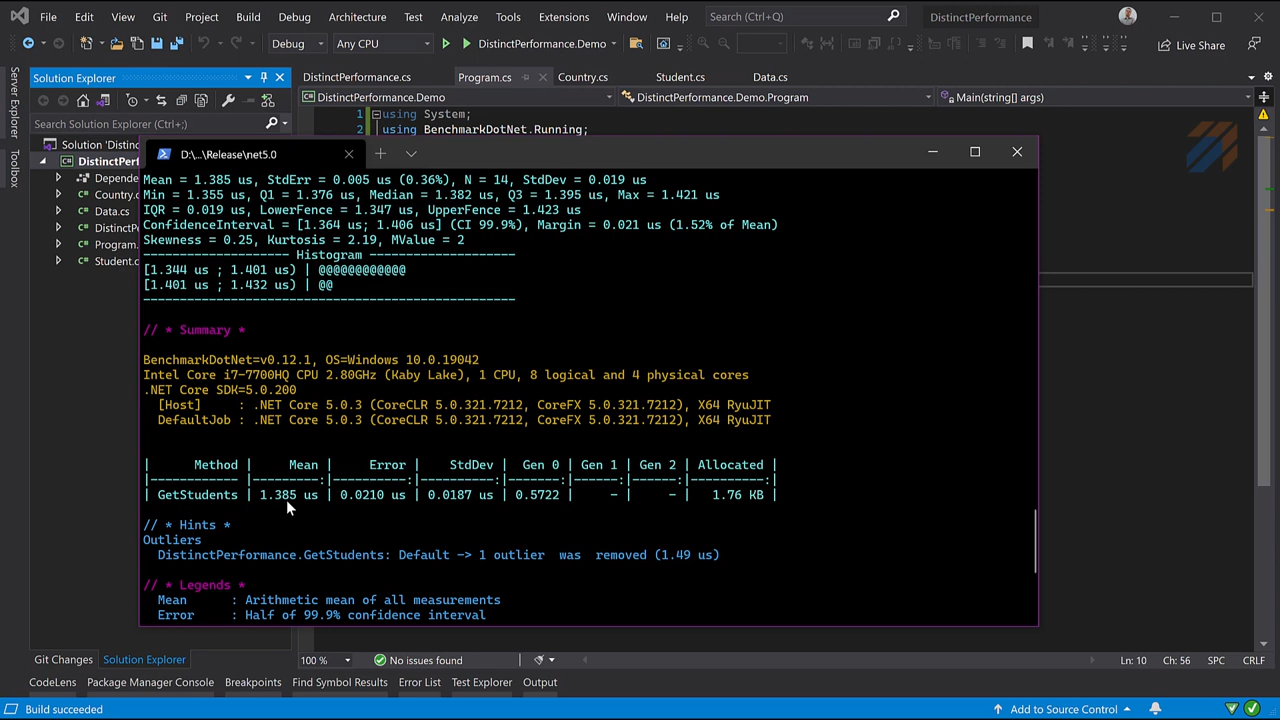 File Edit View Git Project Build Debug Architecture Test Analyze Tools Extensions Window Help Search (Ctrl+Q) DistinctPerformance
Debug Any CPU DistinctPerformance.Demo Live Share
Server Explorer
Toolbox
Solution Explorer
Search Solution Explorer (Ctrl+;)
Solution 'Distinc
DistinctPerf
Depende
Country.c
Data.cs
DistinctP
Program.
Student.c
DistinctPerformance.cs Program.cs Country.cs Student.cs Data.cs
DistinctPerformance.Demo DistinctPerformance.Demo.Program Main(string[] args)
1 using System;
2 using BenchmarkDotNet.Running;
D:\...\Release\net5.0
Mean = 1.385 us, StdErr = 0.005 us (0.36%), N = 14, StdDev = 0.019 us
Min = 1.355 us, Q1 = 1.376 us, Median = 1.382 us, Q3 = 1.395 us, Max = 1.421 us
IQR = 0.019 us, LowerFence = 1.347 us, UpperFence = 1.423 us
ConfidenceInterval = [1.364 us; 1.406 us] (CI 99.9%), Margin = 0.021 us (1.52% of Mean)
Skewness = 0.25, Kurtosis = 2.19, MValue = 2
-------------------- Histogram --------------------
[1.344 us ; 1.401 us) | @@@@@@@@@@@@
[1.401 us ; 1.432 us) | @@
---------------------------------------------------
// * Summary *
BenchmarkDotNet=v0.12.1, OS=Windows 10.0.19042
Intel Core i7-7700HQ CPU 2.80GHz (Kaby Lake), 1 CPU, 8 logical and 4 physical cores
.NET Core SDK=5.0.200
[Host] : .NET Core 5.0.3 (CoreCLR 5.0.321.7212, CoreFX 5.0.321.7212), X64 RyuJIT
DefaultJob : .NET Core 5.0.3 (CoreCLR 5.0.321.7212, CoreFX 5.0.321.7212), X64 RyuJIT
| Method | Mean | Error | StdDev | Gen 0 | Gen 1 | Gen 2 | Allocated |
|------------ |---------:|----------:|----------:|-------:|------:|------:|----------:|
| GetStudents | 1.385 us | 0.0210 us | 0.0187 us | 0.5722 | - | - | 1.76 KB |
// * Hints *
Outliers
DistinctPerformance.GetStudents: Default -> 1 outlier was removed (1.49 us)
// * Legends *
Mean : Arithmetic mean of all measurements
Error : Half of 99.9% confidence interval
Git Changes Solution Explorer 100 % No issues found Ln: 10 Ch: 56 SPC CRLF
CodeLens Package Manager Console Breakpoints Find Symbol Results Error List Test Explorer Output
Build succeeded Add to Source Control